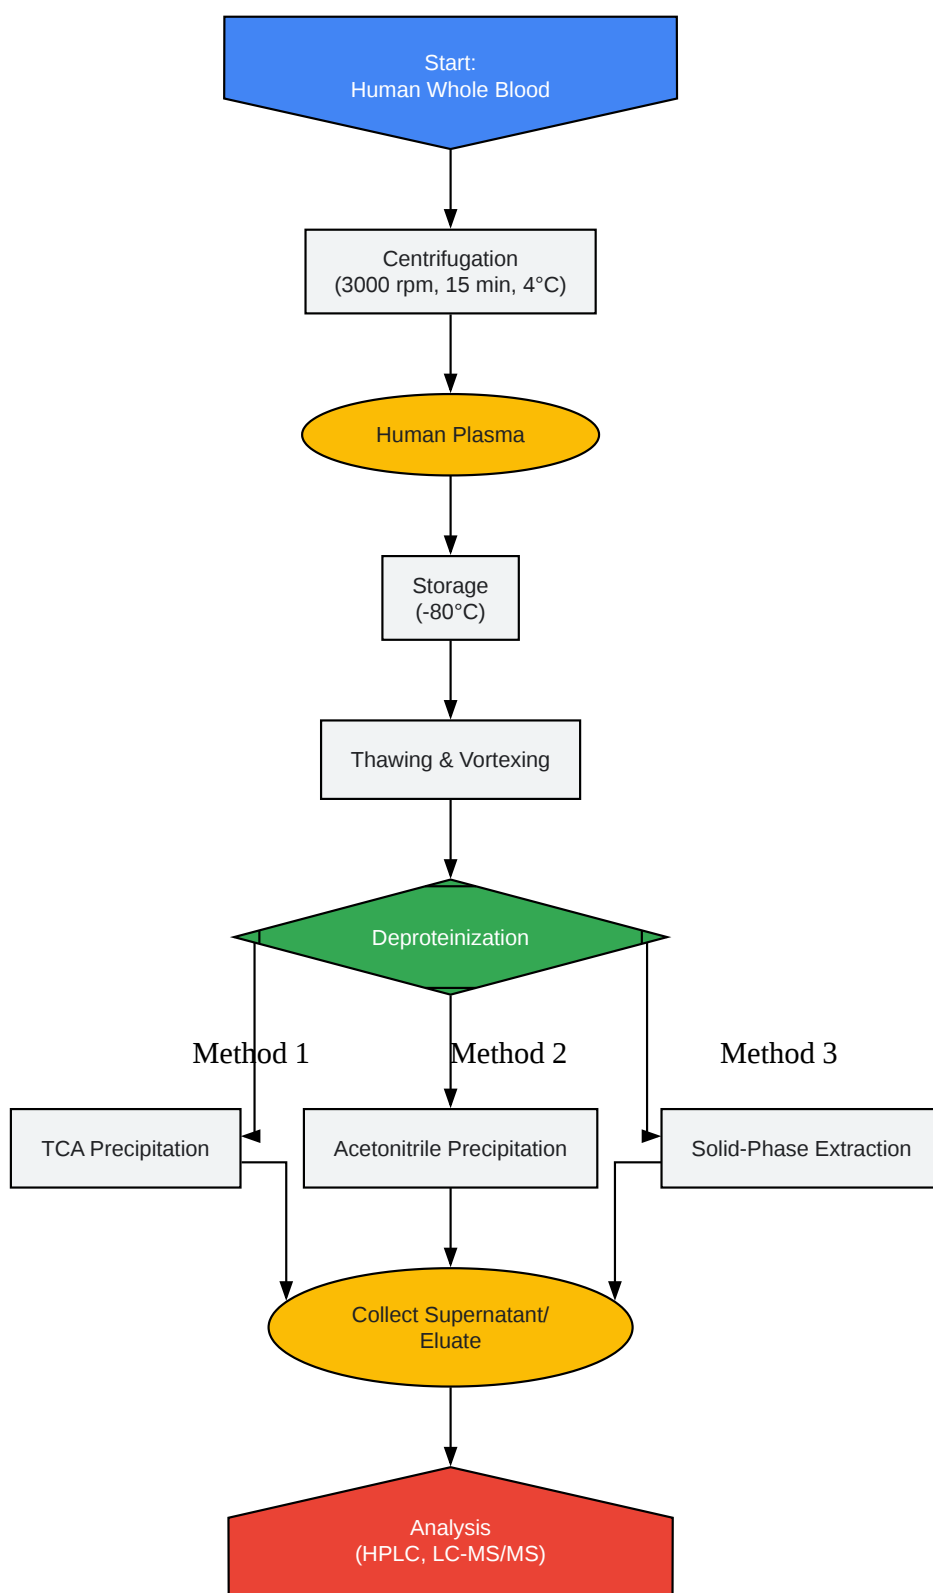 Start:
Human Whole Blood
Centrifugation
(3000 rpm, 15 min, 4°C)
Human Plasma
Storage
(-80°C)
Thawing & Vortexing
Deproteinization
Method 1
Method 2
Method 3
TCA Precipitation
Acetonitrile Precipitation
Solid-Phase Extraction
Collect Supernatant/
Eluate
Analysis
(HPLC, LC-MS/MS)